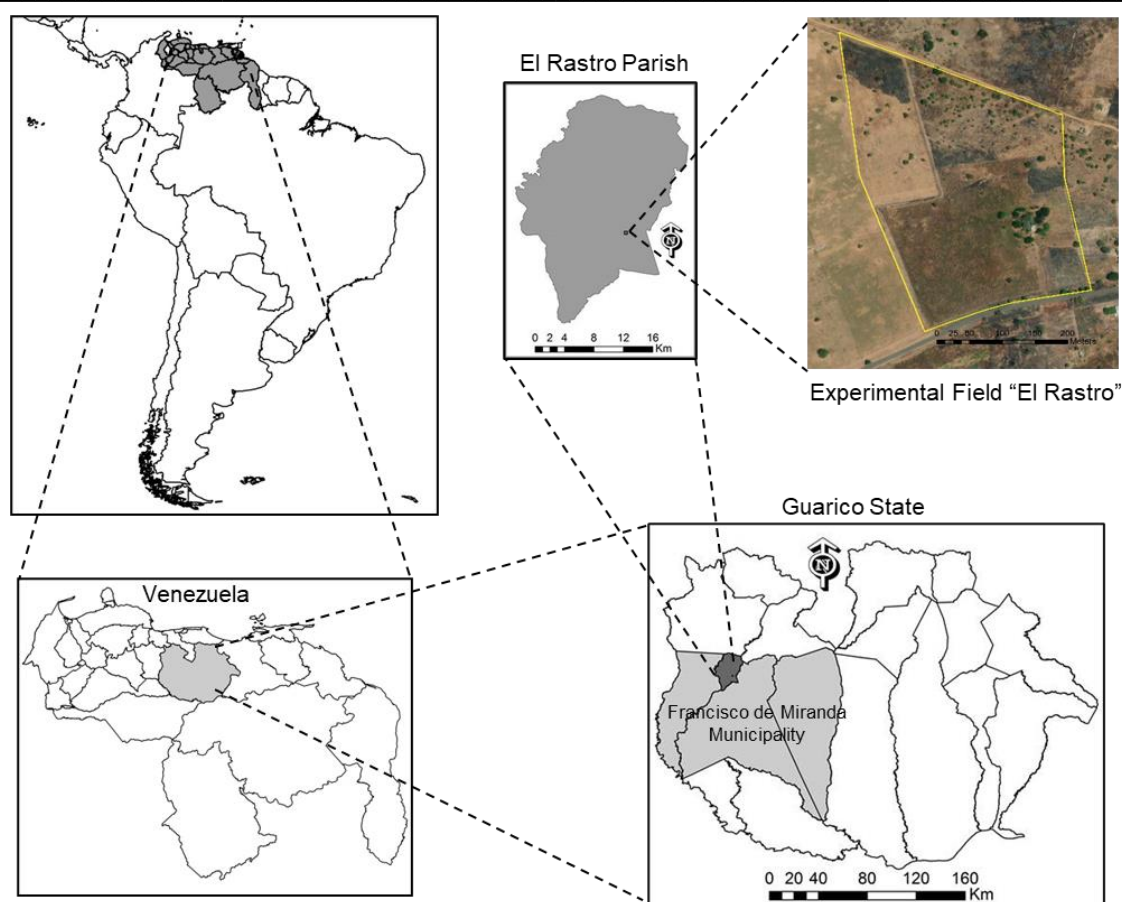 El Rastro Parish
N
0 2 4 8 12 16
Km
0 25 50 100 150 200
Meters
Experimental Field “El Rastro”
Guarico State
N
Venezuela
Francisco de Miranda
Municipality
0 20 40 80 120 160
Km